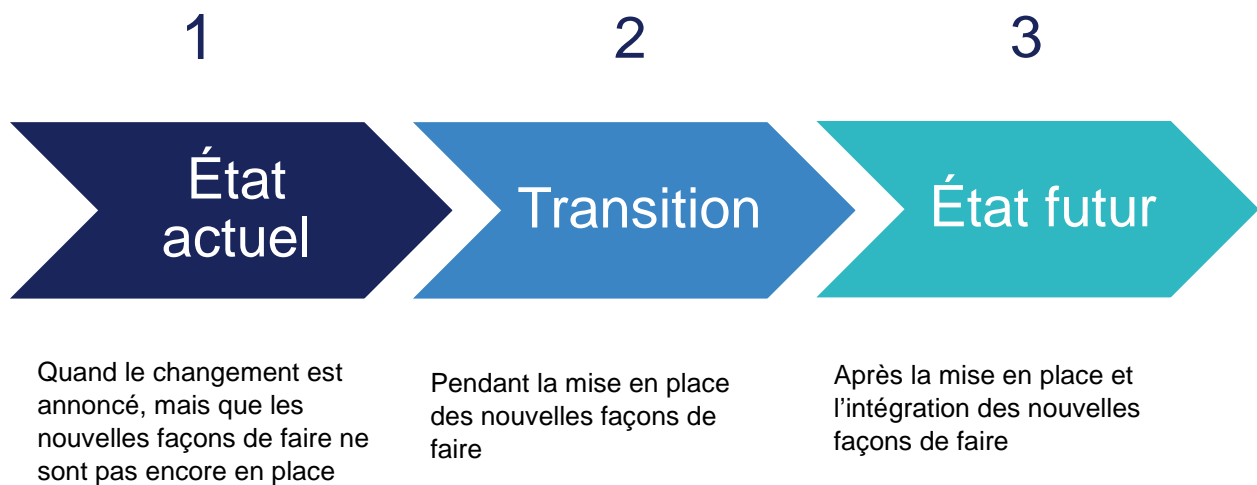 1
2
3
État
actuel
Transition
État futur
Quand le changement est
annoncé, mais que les
nouvelles façons de faire ne
sont pas encore en place
Pendant la mise en place
des nouvelles façons de
faire
Après la mise en place et
l’intégration des nouvelles
façons de faire